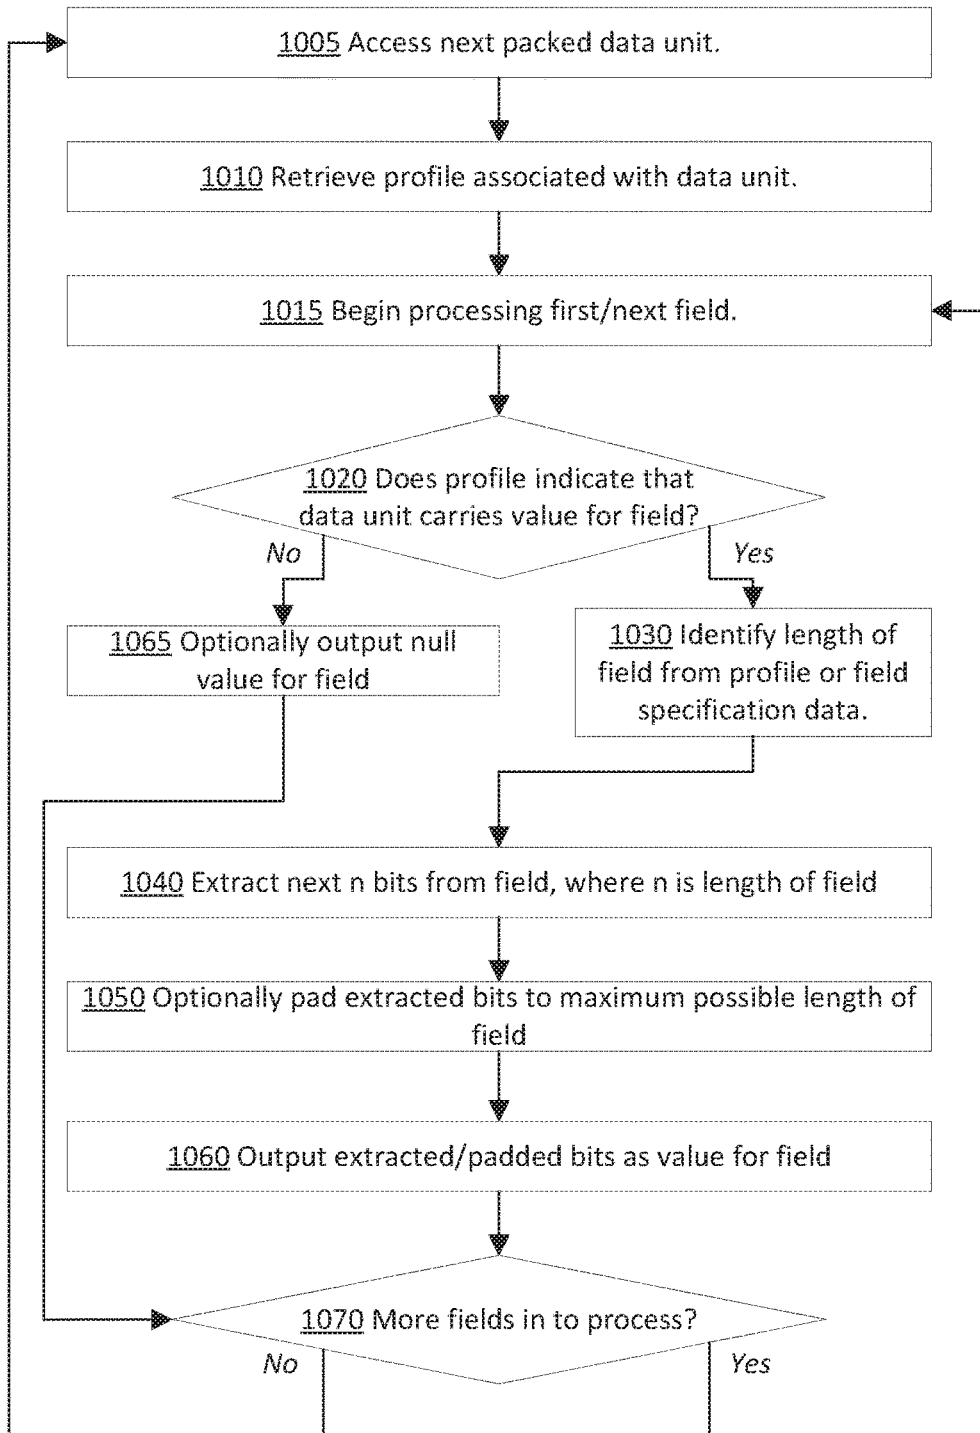 1005 Access next packed data unit.
1010 Retrieve profile associated with data unit.
1015 Begin processing first/next field.
1020 Does profile indicate that
data unit carries value for field?
No
Yes
1065 Optionally output null
value for field
1030 Identify length of
field from profile or field
specification data.
1040 Extract next n bits from field, where n is length of field
1050 Optionally pad extracted bits to maximum possible length of
field
1060 Output extracted/padded bits as value for field
1070 More fields in to process?
No
Yes